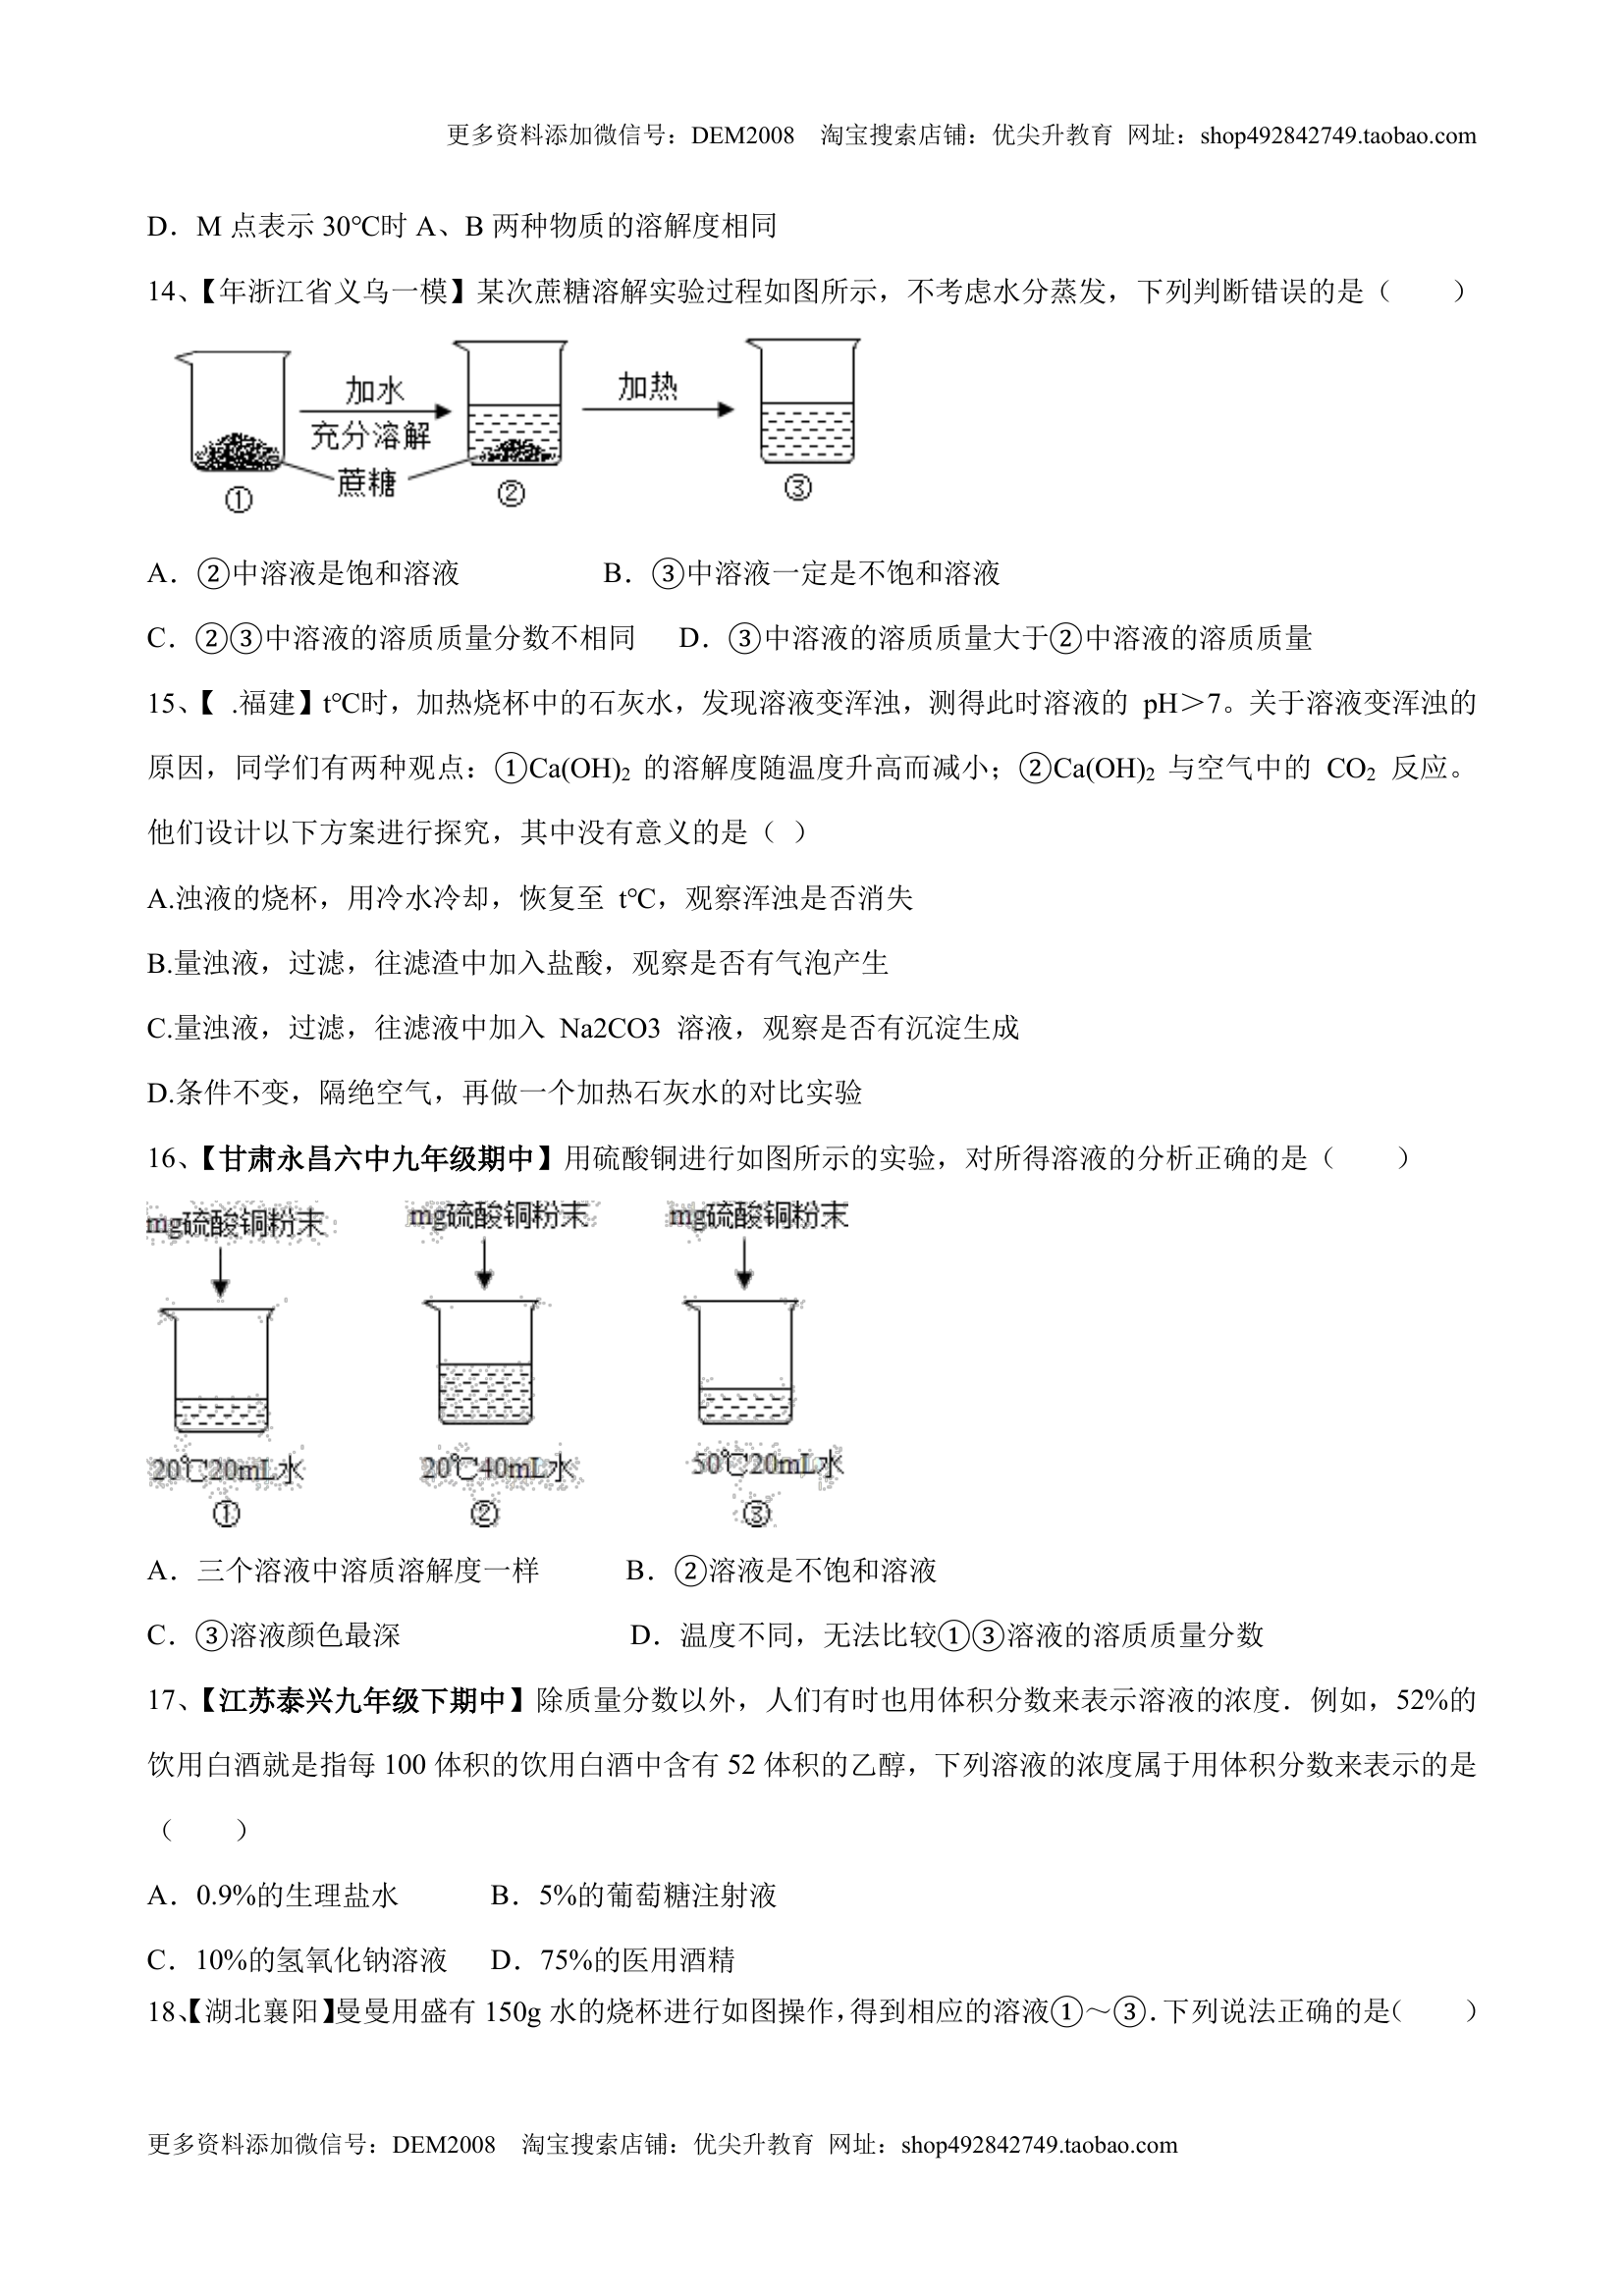 更多资料添加微信号：DEM2008 淘宝搜索店铺：优尖升教育 网址：shop492842749.taobao.com
D．M 点表示 30℃时 A、B 两种物质的溶解度相同
14、【年浙江省义乌一模】某次蔗糖溶解实验过程如图所示，不考虑水分蒸发，下列判断错误的是（ ）
加水
充分溶解
加热
蔗糖
① ② ③
A．②中溶液是饱和溶液 B．③中溶液一定是不饱和溶液
C．②③中溶液的溶质质量分数不相同 D．③中溶液的溶质质量大于②中溶液的溶质质量
15、【 .福建】t℃时，加热烧杯中的石灰水，发现溶液变浑浊，测得此时溶液的 pH＞7。关于溶液变浑浊的
原因，同学们有两种观点：①Ca(OH)₂ 的溶解度随温度升高而减小；②Ca(OH)₂ 与空气中的 CO₂ 反应。
他们设计以下方案进行探究，其中没有意义的是（ ）
A.浊液的烧杯，用冷水冷却，恢复至 t℃，观察浑浊是否消失
B.量浊液，过滤，往滤渣中加入盐酸，观察是否有气泡产生
C.量浊液，过滤，往滤液中加入 Na2CO3 溶液，观察是否有沉淀生成
D.条件不变，隔绝空气，再做一个加热石灰水的对比实验
16、【甘肃永昌六中九年级期中】用硫酸铜进行如图所示的实验，对所得溶液的分析正确的是（ ）
mg硫酸铜粉末 mg硫酸铜粉末 mg硫酸铜粉末
20℃20mL水 20℃40mL水 50℃20mL水
① ② ③
A．三个溶液中溶质溶解度一样 B．②溶液是不饱和溶液
C．③溶液颜色最深 D．温度不同，无法比较①③溶液的溶质质量分数
17、【江苏泰兴九年级下期中】除质量分数以外，人们有时也用体积分数来表示溶液的浓度．例如，52%的
饮用白酒就是指每 100 体积的饮用白酒中含有 52 体积的乙醇，下列溶液的浓度属于用体积分数来表示的是
（ ）
A．0.9%的生理盐水 B．5%的葡萄糖注射液
C．10%的氢氧化钠溶液 D．75%的医用酒精
18、【湖北襄阳】曼曼用盛有 150g 水的烧杯进行如图操作，得到相应的溶液①～③．下列说法正确的是（ ）
更多资料添加微信号：DEM2008 淘宝搜索店铺：优尖升教育 网址：shop492842749.taobao.com